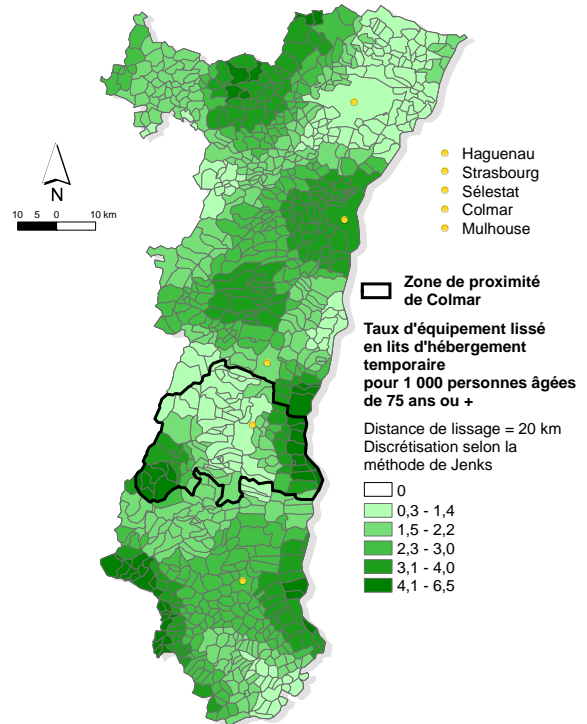 Haguenau
Strasbourg
Sélestat
Colmar
Mulhouse
N
10 5 0 10 km
Zone de proximité
de Colmar
Taux d'équipement lissé
en lits d'hébergement
temporaire
pour 1 000 personnes âgées
de 75 ans ou +
Distance de lissage = 20 km
Discrétisation selon la
méthode de Jenks
0
0,3 - 1,4
1,5 - 2,2
2,3 - 3,0
3,1 - 4,0
4,1 - 6,5